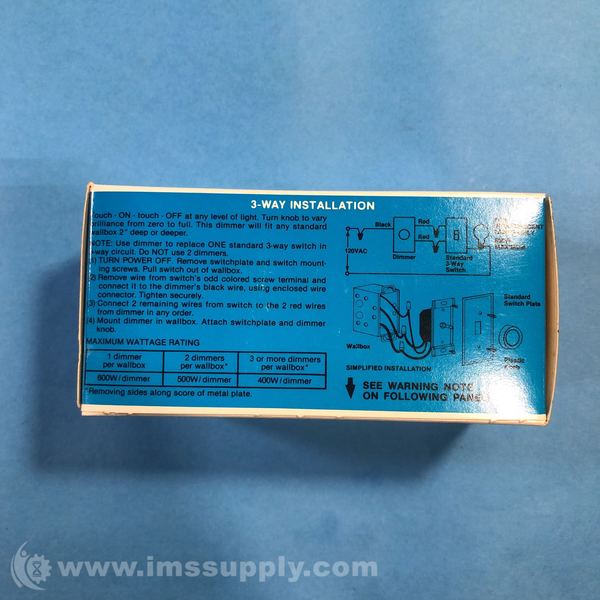 3-WAY INSTALLATION
Touch - ON - touch - OFF at any level of light. Turn knob to vary
brilliance from zero to full. This dimmer will fit any standard
wallbox 2" deep or deeper.
NOTE: Use dimmer to replace ONE standard 3-way switch in
3-way circuit. Do NOT use 2 dimmers.
(1) TURN POWER OFF. Remove switchplate and switch mount-
ing screws. Pull switch out of wallbox.
(2) Remove wire from switch's odd colored screw terminal and
connect it to the dimmer's black wire, using enclosed wire
connector. Tighten securely.
(3) Connect 2 remaining wires from switch to the 2 red wires
from dimmer in any order.
(4) Mount dimmer in wallbox. Attach switchplate and dimmer
knob.
MAXIMUM WATTAGE RATING
1 dimmer per wallbox
2 dimmers per wallbox*
3 or more dimmers per wallbox*
600W/dimmer 500W/dimmer 400W/dimmer
*Removing sides along score of metal plate.
Black
Red
Red
120VAC
Dimmer
Standard
3-Way
Switch
Standard
Switch Plate
Wallbox
Plastic
Knob
SIMPLIFIED INSTALLATION
SEE WARNING NOTE
ON FOLLOWING PANEL
www.imssupply.com